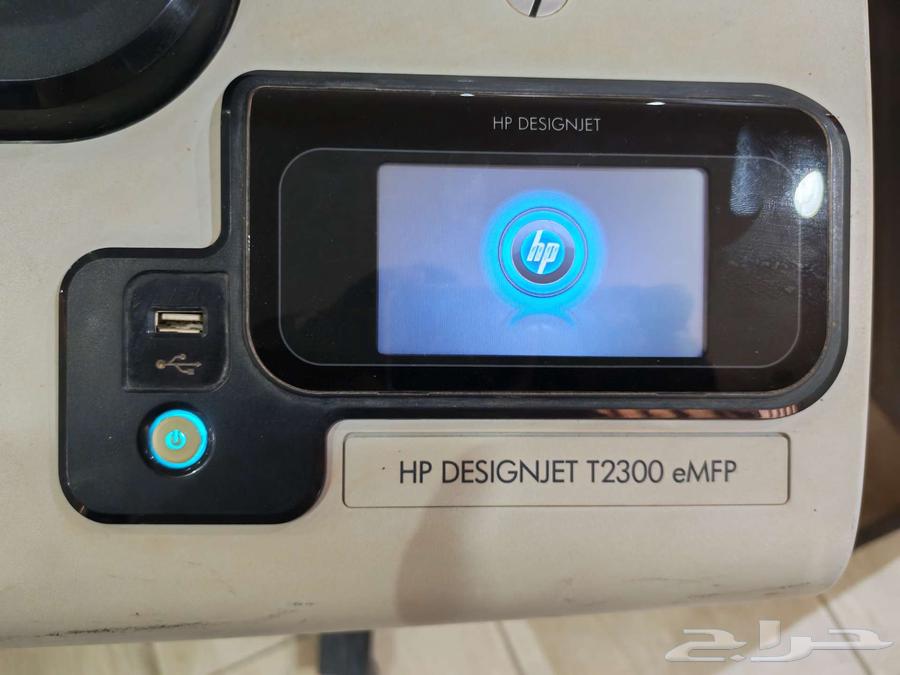 HP DESIGNJET
hp
HP DESIGNJET T2300 eMFP
حراج